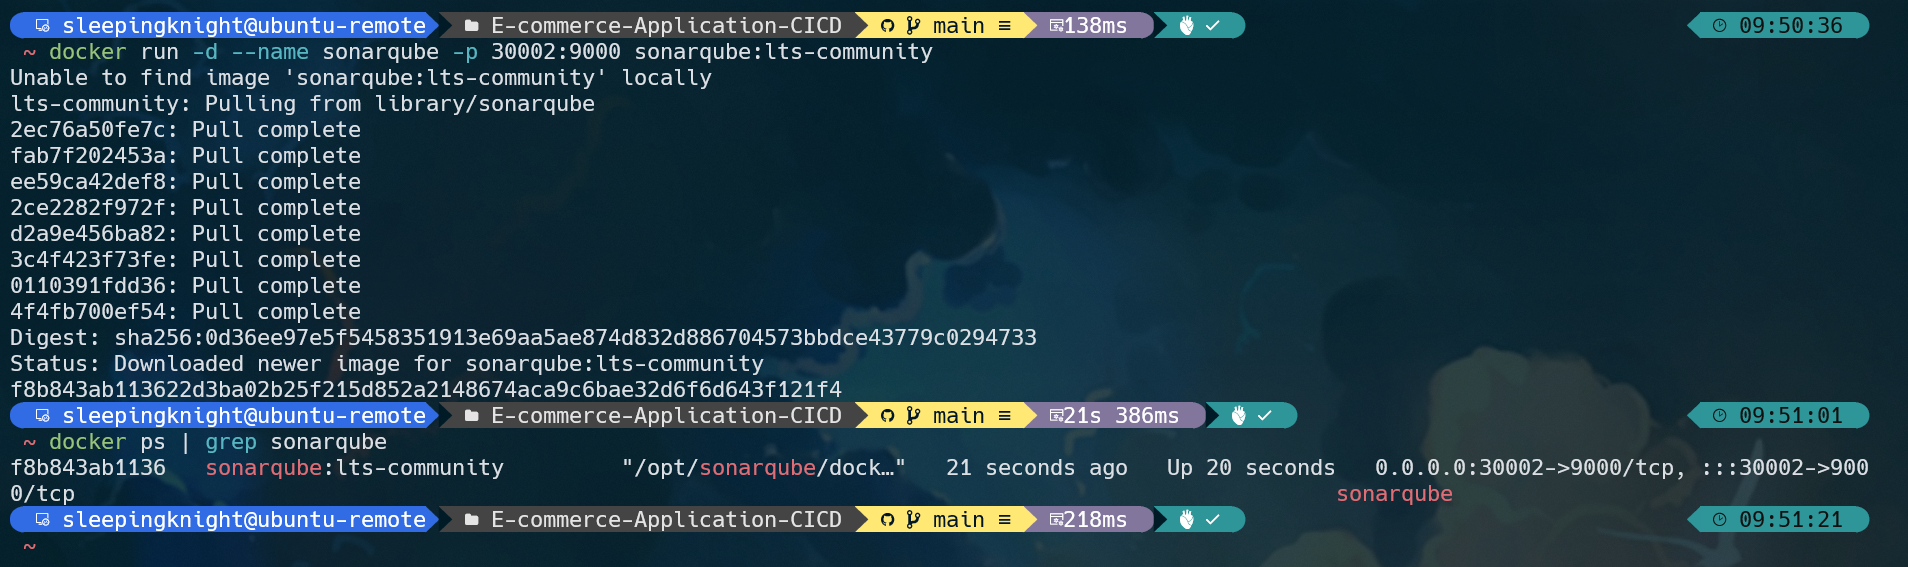 sleepingknight@ubuntu-remote E-commerce-Application-CICD main ≡ 138ms ✓ 09:50:36
~ docker run -d --name sonarqube -p 30002:9000 sonarqube:lts-community
Unable to find image 'sonarqube:lts-community' locally
lts-community: Pulling from library/sonarqube
2ec76a50fe7c: Pull complete
fab7f202453a: Pull complete
ee59ca42def8: Pull complete
2ce2282f972f: Pull complete
d2a9e456ba82: Pull complete
3c4f423f73fe: Pull complete
0110391fdd36: Pull complete
4f4fb700ef54: Pull complete
Digest: sha256:0d36ee97e5f5458351913e69aa5ae874d832d886704573bbdce43779c0294733
Status: Downloaded newer image for sonarqube:lts-community
f8b843ab113622d3ba02b25f215d852a2148674aca9c6bae32d6f6d643f121f4
sleepingknight@ubuntu-remote E-commerce-Application-CICD main ≡ 21s 386ms ✓ 09:51:01
~ docker ps | grep sonarqube
f8b843ab1136 sonarqube:lts-community "/opt/sonarqube/dock…" 21 seconds ago Up 20 seconds 0.0.0.0:30002->9000/tcp, :::30002->900
0/tcp sonarqube
sleepingknight@ubuntu-remote E-commerce-Application-CICD main ≡ 218ms ✓ 09:51:21
~